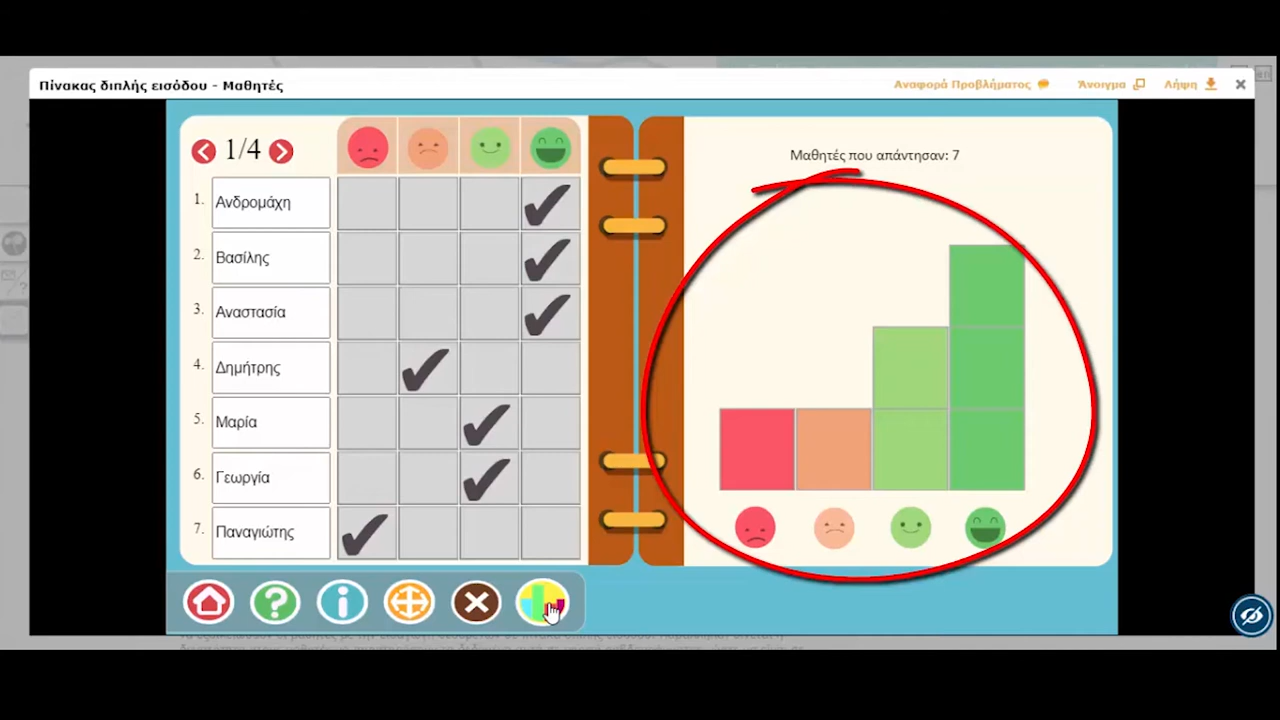 Πίνακας διπλής εισόδου - Μαθητές
Αναφορά Προβλήματος
Άνοιγμα
Λήψη
1/4
Μαθητές που απάντησαν: 7
1. Ανδρομάχη
2. Βασίλης
3. Αναστασία
4. Δημήτρης
5. Μαρία
6. Γεωργία
7. Παναγιώτης